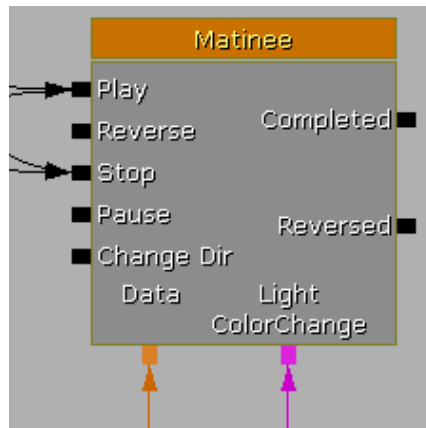 Matinee
Play
Reverse
Stop
Pause
Change Dir
Completed
Reversed
Data
Light
ColorChange